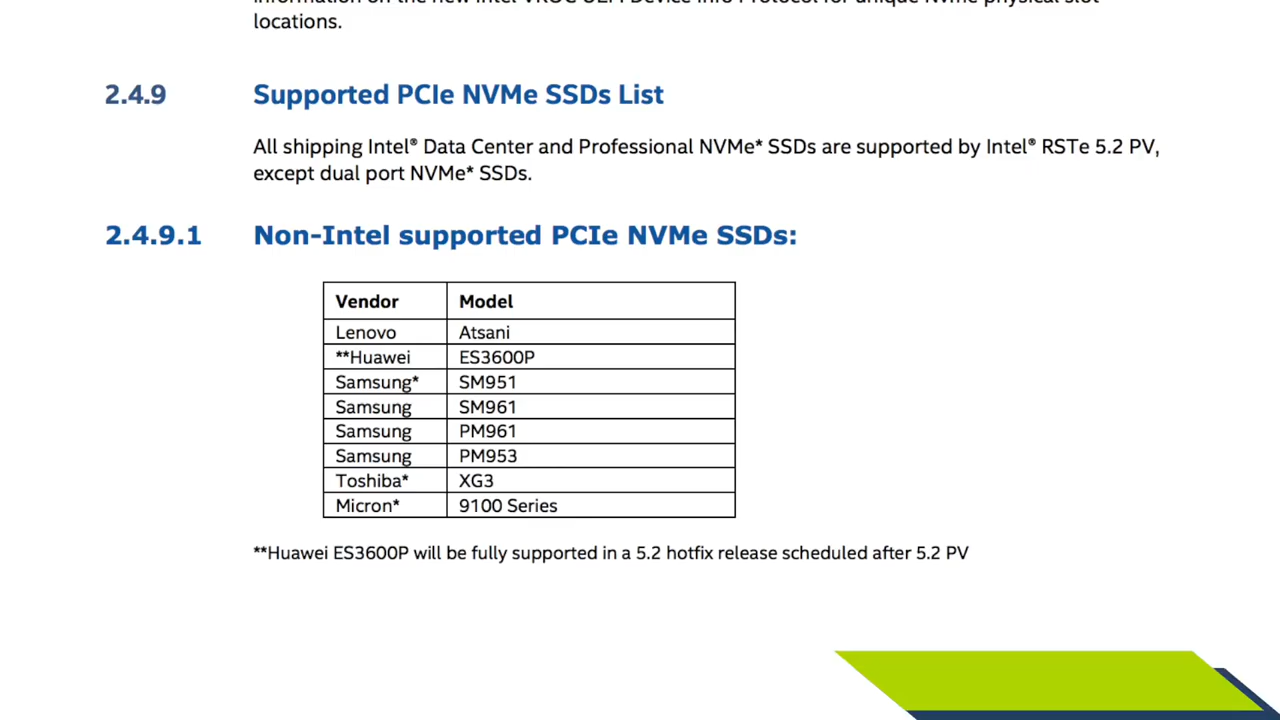 locations.
2.4.9 Supported PCIe NVMe SSDs List
All shipping Intel® Data Center and Professional NVMe* SSDs are supported by Intel® RSTe 5.2 PV,
except dual port NVMe* SSDs.
2.4.9.1 Non-Intel supported PCIe NVMe SSDs:
Vendor Model
Lenovo Atsani
**Huawei ES3600P
Samsung* SM951
Samsung SM961
Samsung PM961
Samsung PM953
Toshiba* XG3
Micron* 9100 Series
**Huawei ES3600P will be fully supported in a 5.2 hotfix release scheduled after 5.2 PV